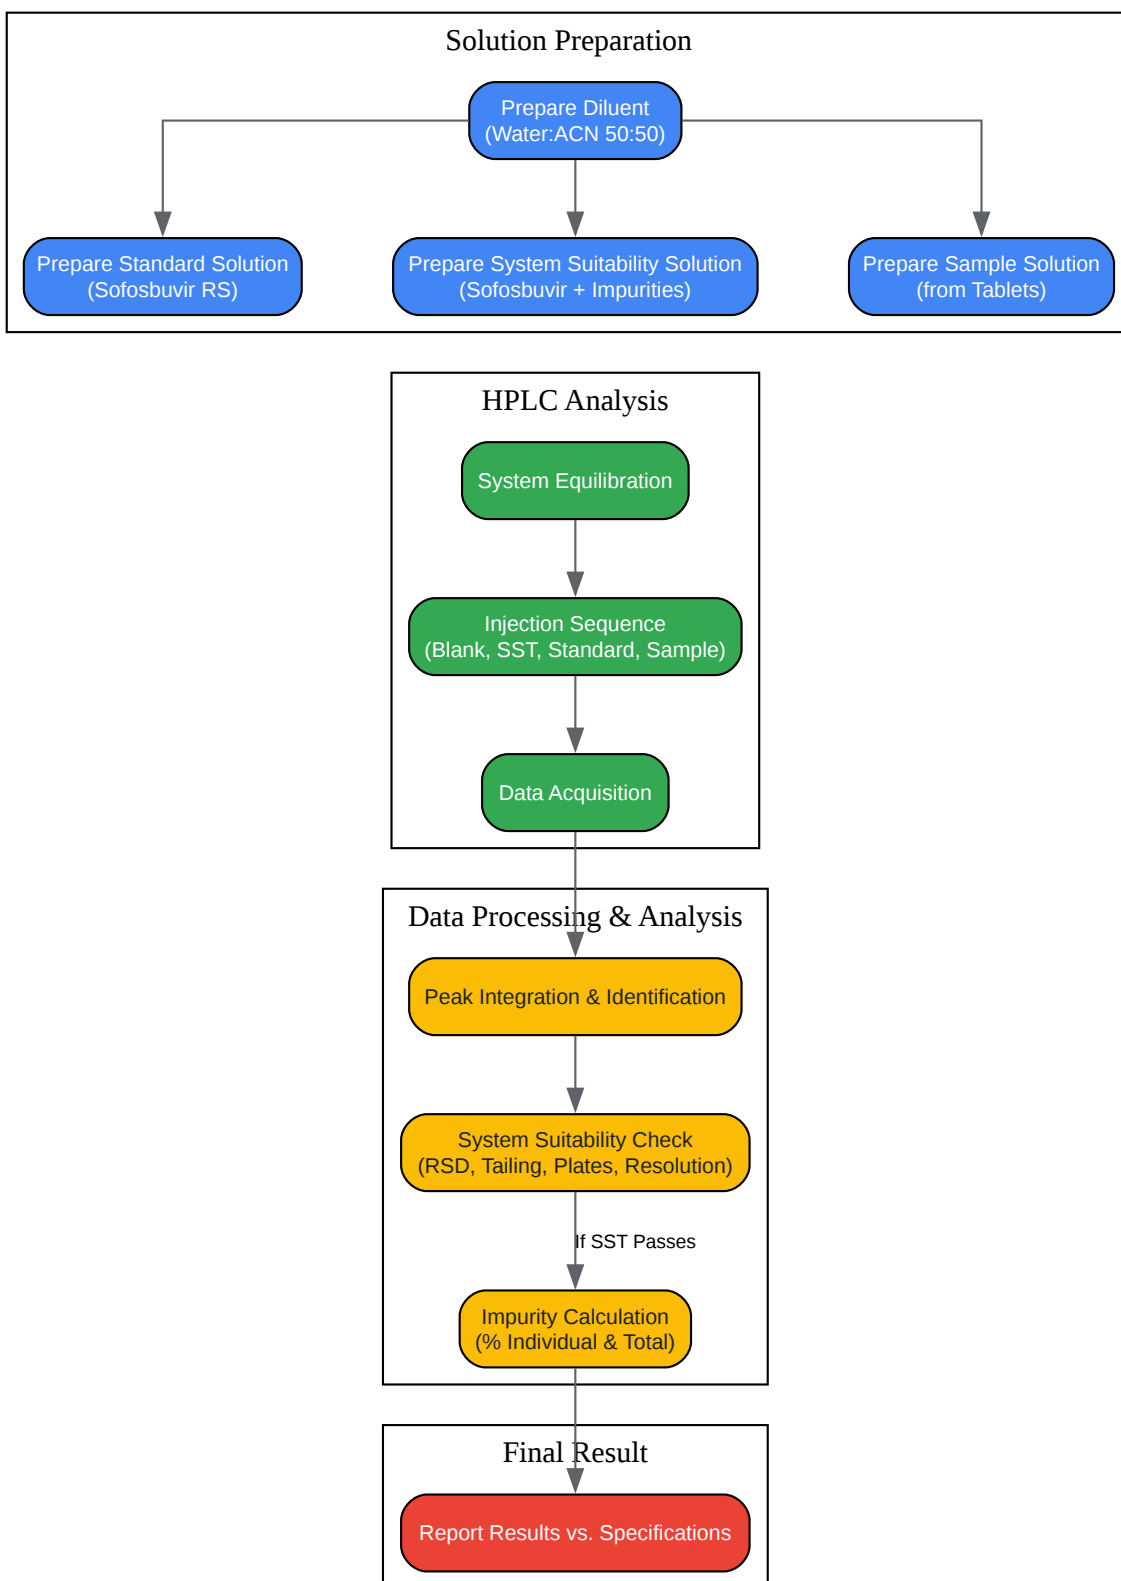 Solution Preparation
Prepare Diluent
(Water:ACN 50:50)
Prepare Standard Solution
(Sofosbuvir RS)
Prepare System Suitability Solution
(Sofosbuvir + Impurities)
Prepare Sample Solution
(from Tablets)
HPLC Analysis
System Equilibration
Injection Sequence
(Blank, SST, Standard, Sample)
Data Acquisition
Data Processing & Analysis
Peak Integration & Identification
System Suitability Check
(RSD, Tailing, Plates, Resolution)
If SST Passes
Impurity Calculation
(% Individual & Total)
Final Result
Report Results vs. Specifications